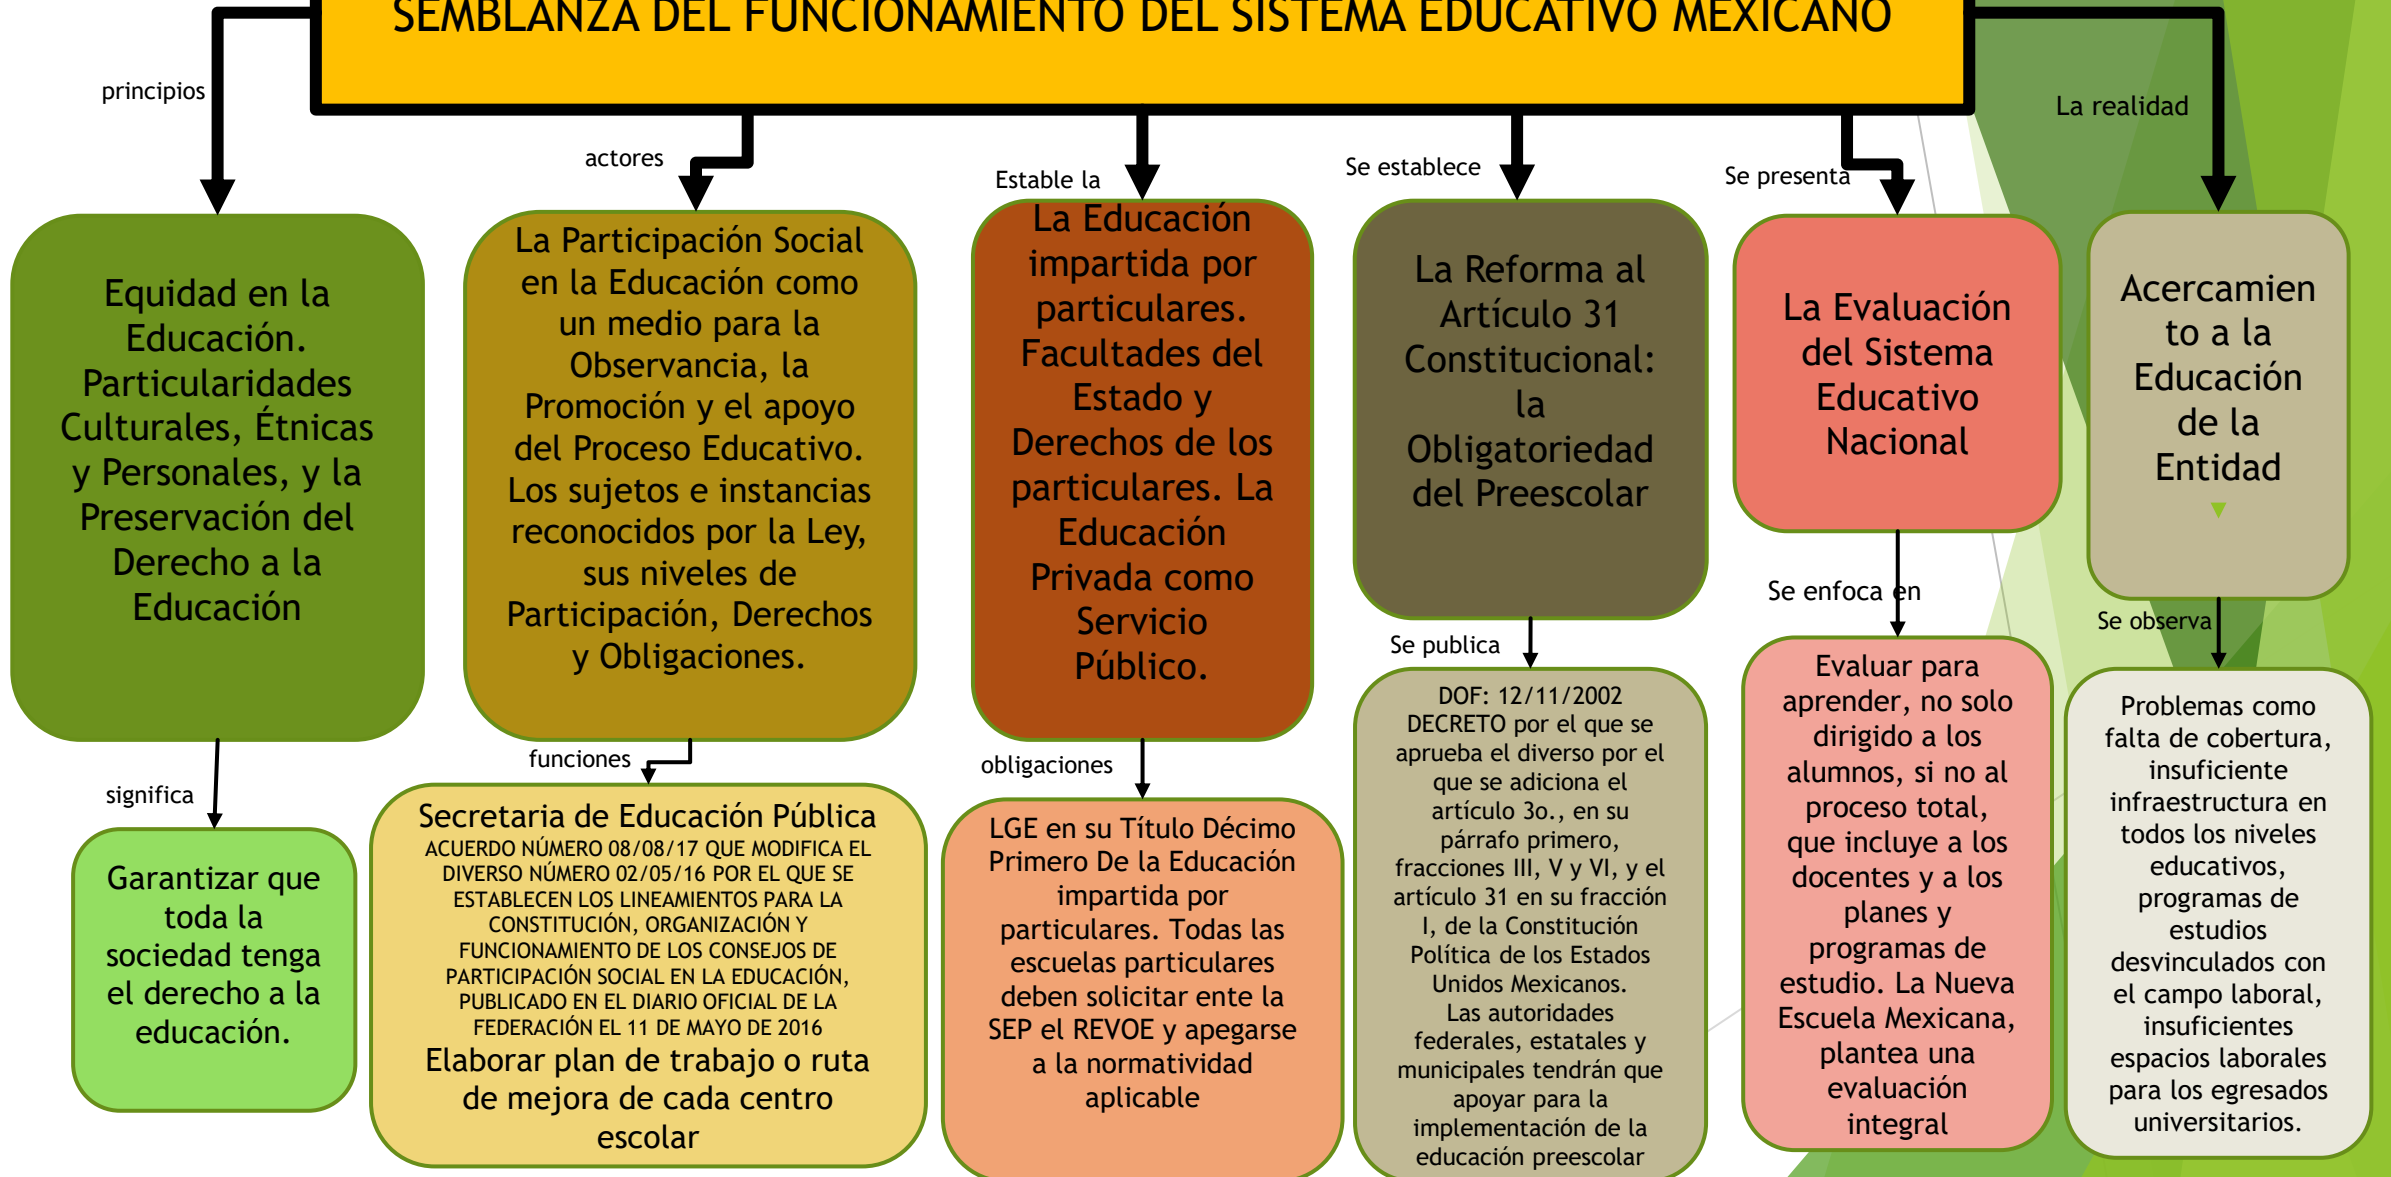 SEMBLANZA DEL FUNCIONAMIENTO DEL SISTEMA EDUCATIVO MEXICANO
principios
Equidad en la
Educación.
Particularidades
Culturales, Étnicas
y Personales, y la
Preservación del
Derecho a la
Educación
significa
Garantizar que
toda la
sociedad tenga
el derecho a la
educación.
actores
La Participación Social
en la Educación como
un medio para la
Observancia, la
Promoción y el apoyo
del Proceso Educativo.
Los sujetos e instancias
reconocidos por la Ley,
sus niveles de
Participación, Derechos
y Obligaciones.
funciones
Secretaria de Educación Pública
ACUERDO NÚMERO 08/08/17 QUE MODIFICA EL
DIVERSO NÚMERO 02/05/16 POR EL QUE SE
ESTABLECEN LOS LINEAMIENTOS PARA LA
CONSTITUCIÓN, ORGANIZACIÓN Y
FUNCIONAMIENTO DE LOS CONSEJOS DE
PARTICIPACIÓN SOCIAL EN LA EDUCACIÓN,
PUBLICADO EN EL DIARIO OFICIAL DE LA
FEDERACIÓN EL 11 DE MAYO DE 2016
Elaborar plan de trabajo o ruta
de mejora de cada centro
escolar
Estable la
La Educación
impartida por
particulares.
Facultades del
Estado y
Derechos de los
particulares. La
Educación
Privada como
Servicio
Público.
obligaciones
LGE en su Título Décimo
Primero De la Educación
impartida por
particulares. Todas las
escuelas particulares
deben solicitar ente la
SEP el REVOE y apegarse
a la normatividad
aplicable
Se establece
La Reforma al
Artículo 31
Constitucional:
la
Obligatoriedad
del Preescolar
Se publica
DOF: 12/11/2002
DECRETO por el que se
aprueba el diverso por el
que se adiciona el
artículo 3o., en su
párrafo primero,
fracciones III, V y VI, y el
artículo 31 en su fracción
I, de la Constitución
Política de los Estados
Unidos Mexicanos.
Las autoridades
federales, estatales y
municipales tendrán que
apoyar para la
implementación de la
educación preescolar
Se presenta
La Evaluación
del Sistema
Educativo
Nacional
Se enfoca en
Evaluar para
aprender, no solo
dirigido a los
alumnos, si no al
proceso total,
que incluye a los
docentes y a los
planes y
programas de
estudio. La Nueva
Escuela Mexicana,
plantea una
evaluación
integral
La realidad
Acercamien
to a la
Educación
de la
Entidad
Se observa
Problemas como
falta de cobertura,
insuficiente
infraestructura en
todos los niveles
educativos,
programas de
estudios
desvinculados con
el campo laboral,
insuficientes
espacios laborales
para los egresados
universitarios.